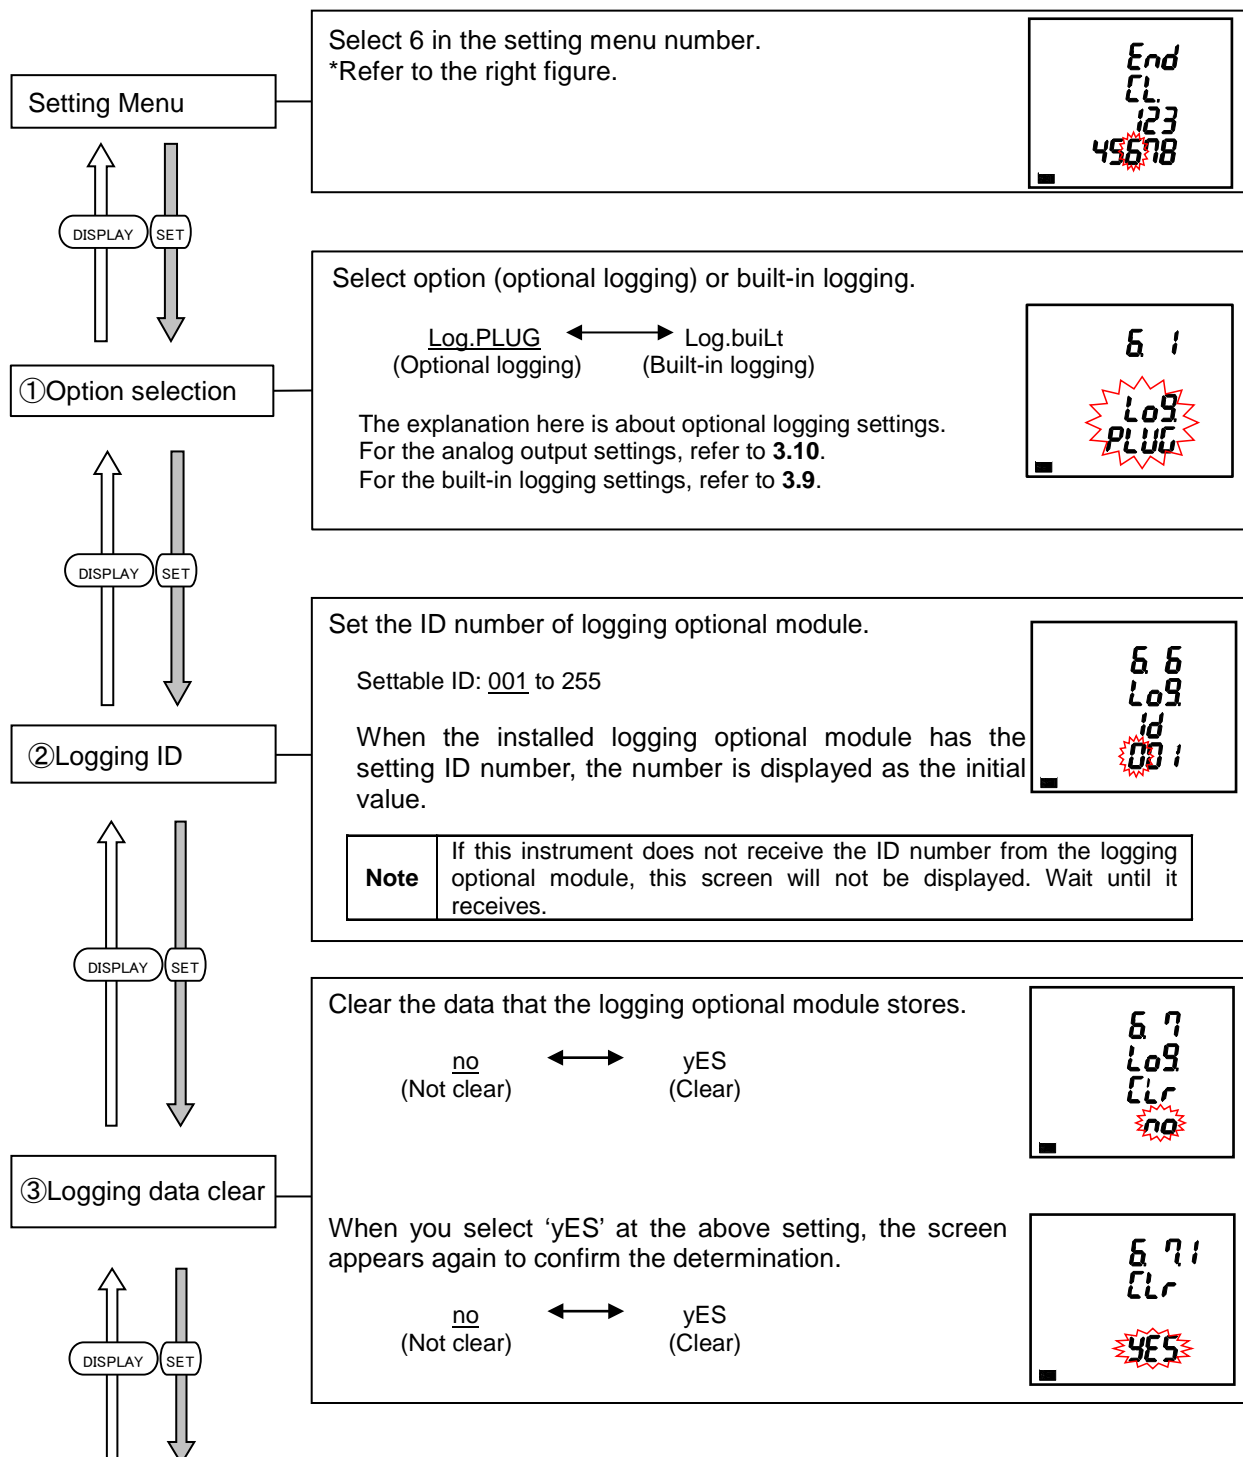 Select 6 in the setting menu number.
*Refer to the right figure.
End
CL.
123
45678
Setting Menu
DISPLAY SET
Select option (optional logging) or built-in logging.
Log.PLUG Log.buiLt
(Optional logging) (Built-in logging)
6. 1
Log.
PLUG
①Option selection
The explanation here is about optional logging settings.
For the analog output settings, refer to 3.10.
For the built-in logging settings, refer to 3.9.
DISPLAY SET
Set the ID number of logging optional module.
Settable ID: 001 to 255
6. 6
Log.
id
001
②Logging ID
When the installed logging optional module has the
setting ID number, the number is displayed as the initial
value.
Note
If this instrument does not receive the ID number from the logging
optional module, this screen will not be displayed. Wait until it
receives.
DISPLAY SET
Clear the data that the logging optional module stores.
no yES
(Not clear) (Clear)
6. 7
Log.
CLr
no
③Logging data clear
When you select ‘yES’ at the above setting, the screen
appears again to confirm the determination.
no yES
(Not clear) (Clear)
6. 7.1
CLr
yES
DISPLAY SET